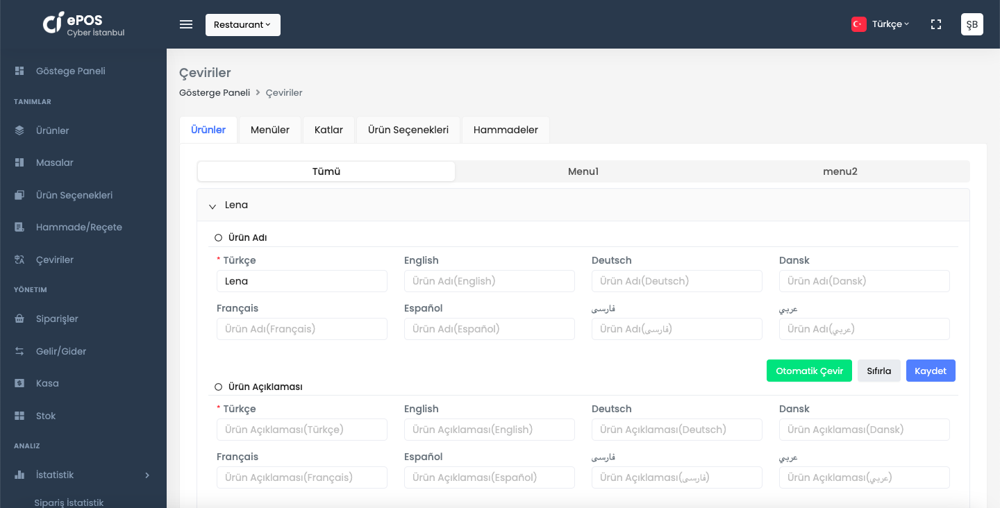 ePOS
Cyber İstanbul
Restaurant
Türkçe
ŞB
Göstege Paneli
TANIMLAR
Ürünler
Masalar
Ürün Seçenekleri
Hammade/Reçete
Çeviriler
YÖNETIM
Siparişler
Gelir/Gider
Kasa
Stok
ANALIZ
İstatistik
Sipariş İstatistik
Çeviriler
Gösterge Paneli > Çeviriler
Ürünler Menüler Katlar Ürün Seçenekleri Hammadeler
Tümü Menu1 menu2
Lena
Ürün Adı
* Türkçe English Deutsch Dansk
Lena Ürün Adı(English) Ürün Adı(Deutsch) Ürün Adı(Dansk)
Français Español فارسی عربي
Ürün Adı(Français) Ürün Adı(Español) Ürün Adı(فارسی) Ürün Adı(عربي)
Otomatik Çevir Sıfırla Kaydet
Ürün Açıklaması
* Türkçe English Deutsch Dansk
Ürün Açıklaması(Türkçe) Ürün Açıklaması(English) Ürün Açıklaması(Deutsch) Ürün Açıklaması(Dansk)
Français Español فارسی عربي
Ürün Açıklaması(Français) Ürün Açıklaması(Español) Ürün Açıklaması(فارسی) Ürün Açıklaması(عربي)